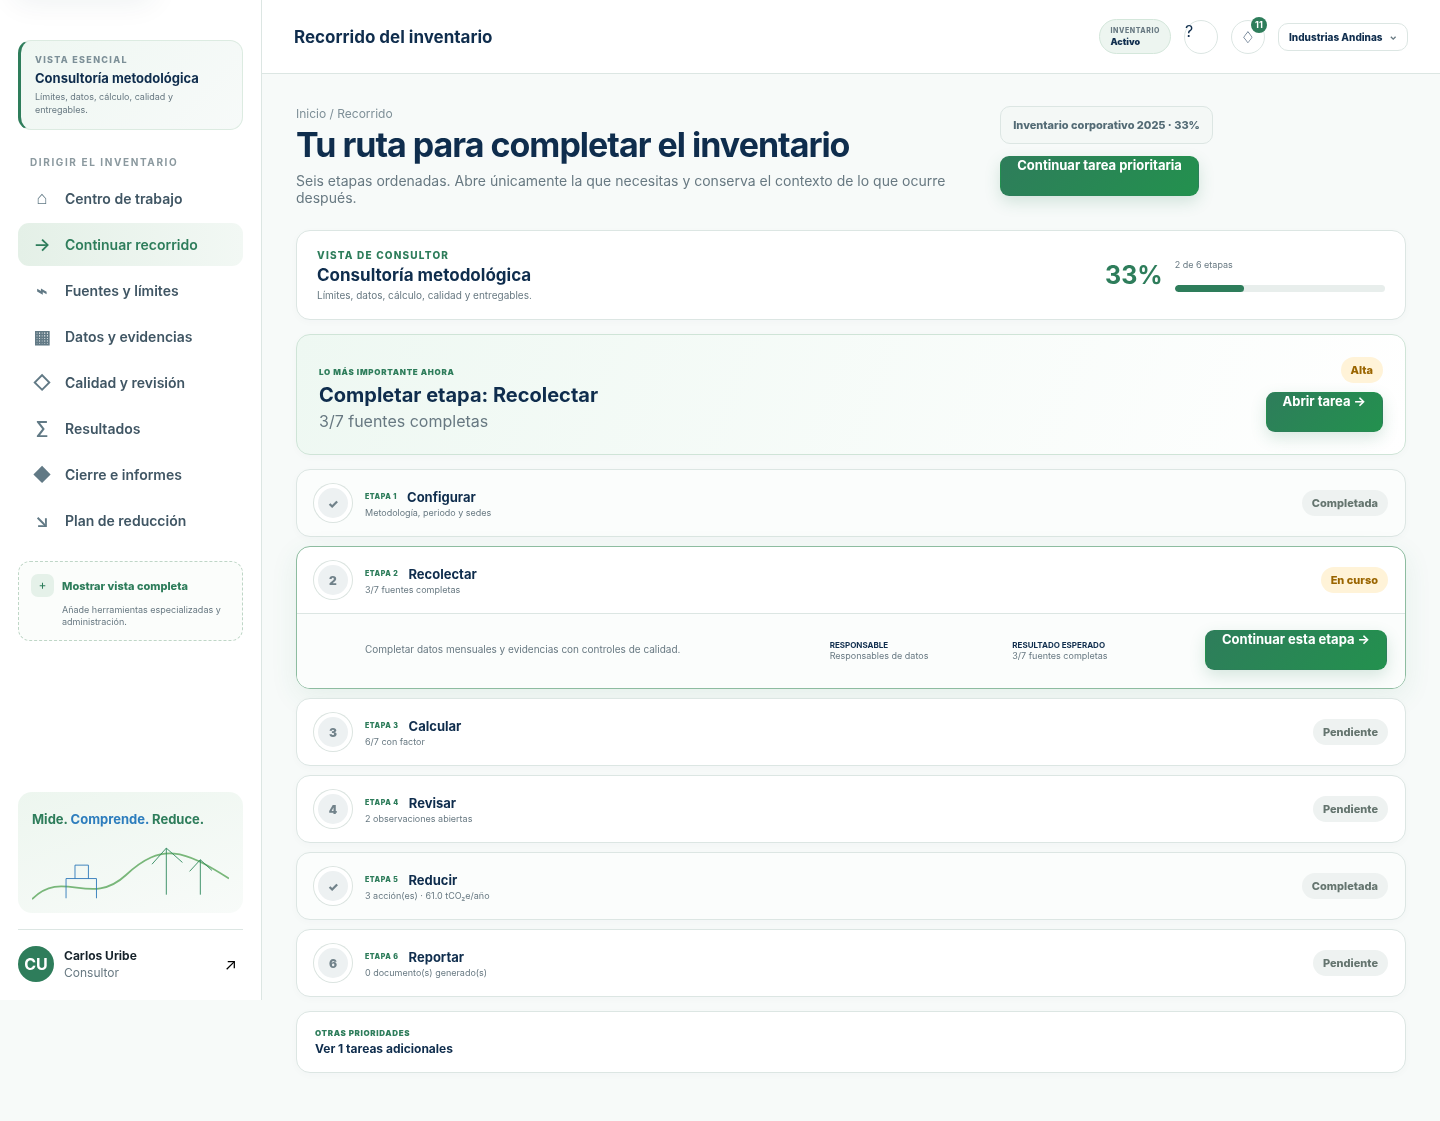 VISTA ESENCIAL
Consultoría metodológica
Límites, datos, cálculo, calidad y
entregables.
DIRIGIR EL INVENTARIO
Centro de trabajo
Continuar recorrido
Fuentes y límites
Datos y evidencias
Calidad y revisión
Resultados
Cierre e informes
Plan de reducción
+ Mostrar vista completa
Añade herramientas especializadas y
administración.
Mide. Comprende. Reduce.
CU
Carlos Uribe
Consultor
Recorrido del inventario
INVENTARIO
Activo
?
11
Industrias Andinas
Inicio / Recorrido
Tu ruta para completar el inventario
Seis etapas ordenadas. Abre únicamente la que necesitas y conserva el contexto de lo que ocurre
después.
Inventario corporativo 2025 · 33%
Continuar tarea prioritaria
VISTA DE CONSULTOR
Consultoría metodológica
Límites, datos, cálculo, calidad y entregables.
33%
2 de 6 etapas
LO MÁS IMPORTANTE AHORA
Completar etapa: Recolectar
3/7 fuentes completas
Alta
Abrir tarea →
✓ ETAPA 1 Configurar
Metodología, periodo y sedes
Completada
2 ETAPA 2 Recolectar
3/7 fuentes completas
En curso
Completar datos mensuales y evidencias con controles de calidad.
RESPONSABLE
Responsables de datos
RESULTADO ESPERADO
3/7 fuentes completas
Continuar esta etapa →
3 ETAPA 3 Calcular
6/7 con factor
Pendiente
4 ETAPA 4 Revisar
2 observaciones abiertas
Pendiente
✓ ETAPA 5 Reducir
3 acción(es) · 61.0 tCO₂e/año
Completada
6 ETAPA 6 Reportar
0 documento(s) generado(s)
Pendiente
OTRAS PRIORIDADES
Ver 1 tareas adicionales